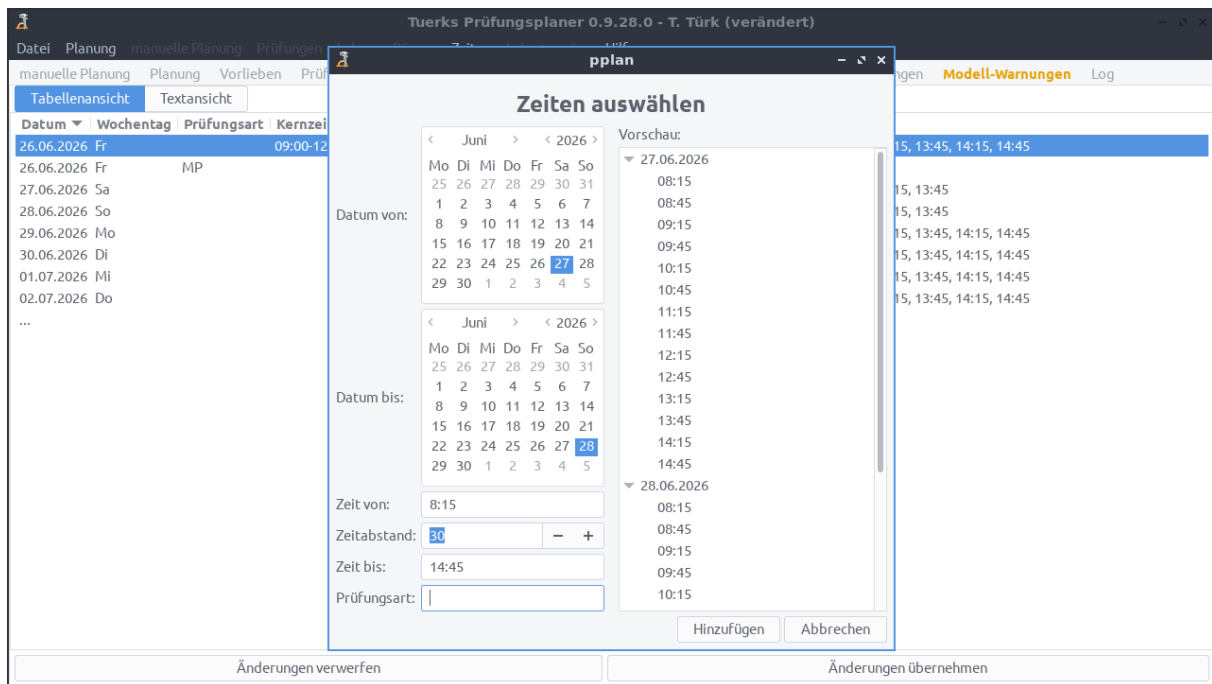 Tuerks Prüfungsplaner 0.9.28.0 - T. Türk (verändert)
Datei Planung manuelle Planung Prüfungen
pplan
manuelle Planung Planung Vorlieben Prüf
ngen Modell-Warnungen Log
Tabellenansicht Textansicht
Datum Wochentag Prüfungsart Kernzei
26.06.2026 Fr 09:00-12 15, 13:45, 14:15, 14:45
26.06.2026 Fr MP
27.06.2026 Sa 15, 13:45
28.06.2026 So 15, 13:45
29.06.2026 Mo 15, 13:45, 14:15, 14:45
30.06.2026 Di 15, 13:45, 14:15, 14:45
01.07.2026 Mi 15, 13:45, 14:15, 14:45
02.07.2026 Do 15, 13:45, 14:15, 14:45
...
Zeiten auswählen
Datum von:
Juni 2026
Mo Di Mi Do Fr Sa So
25 26 27 28 29 30 31
1 2 3 4 5 6 7
8 9 10 11 12 13 14
15 16 17 18 19 20 21
22 23 24 25 26 27 28
29 30 1 2 3 4 5
Datum bis:
Juni 2026
Mo Di Mi Do Fr Sa So
25 26 27 28 29 30 31
1 2 3 4 5 6 7
8 9 10 11 12 13 14
15 16 17 18 19 20 21
22 23 24 25 26 27 28
29 30 1 2 3 4 5
Zeit von: 8:15
Zeitabstand: 30 − +
Zeit bis: 14:45
Prüfungsart:
Vorschau:
27.06.2026
08:15
08:45
09:15
09:45
10:15
10:45
11:15
11:45
12:15
12:45
13:15
13:45
14:15
14:45
28.06.2026
08:15
08:45
09:15
09:45
10:15
Hinzufügen Abbrechen
Änderungen verwerfen Änderungen übernehmen